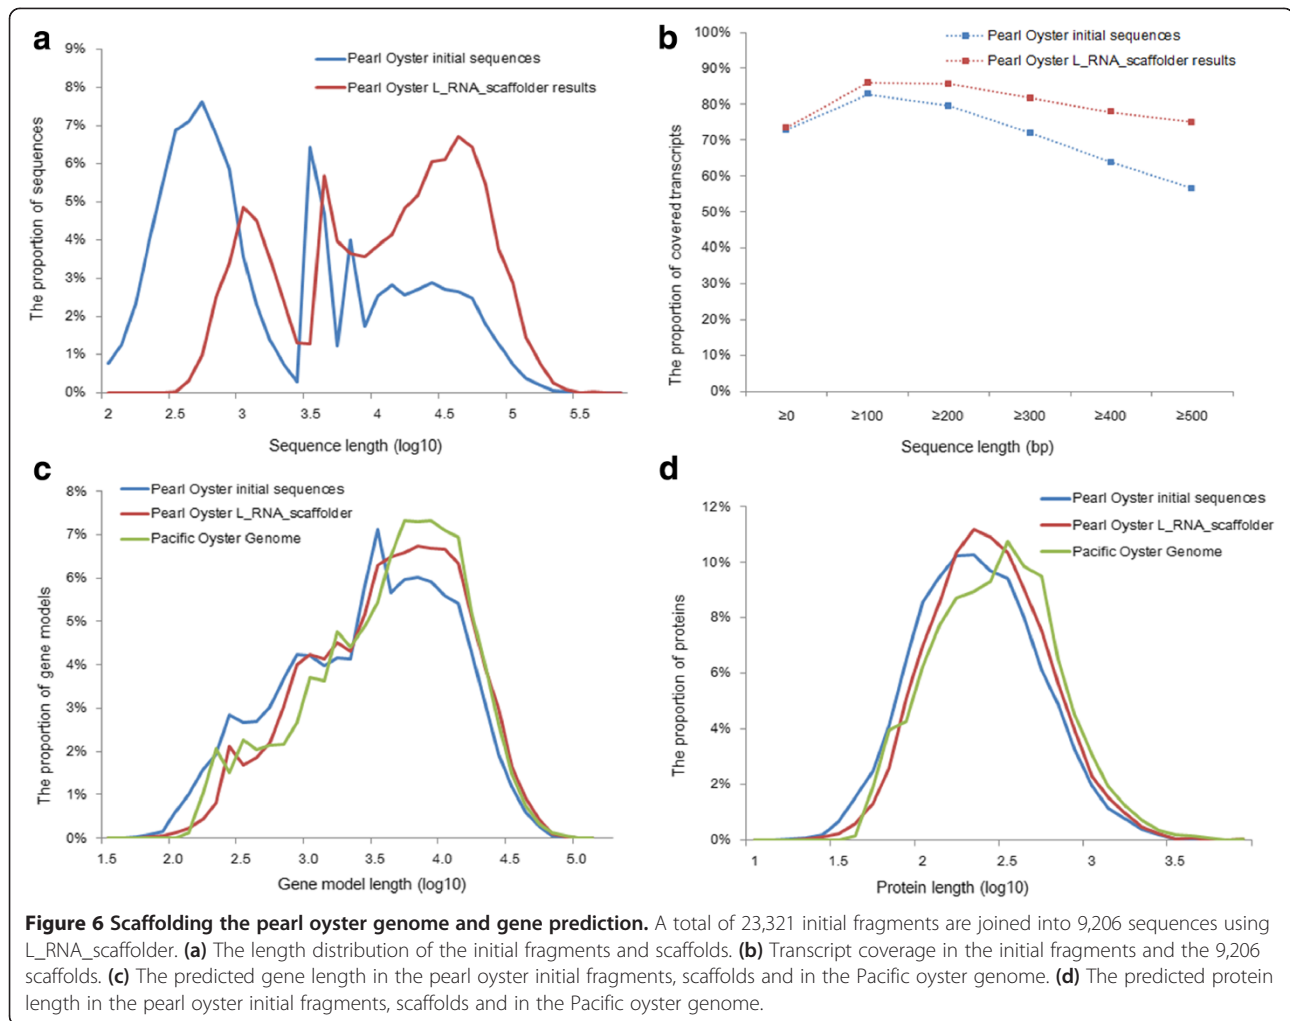 a
9%
8%
7%
6%
5%
4%
3%
2%
1%
0%
The proportion of sequences
Pearl Oyster initial sequences
Pearl Oyster L_RNA_scaffolder results
2 2.5 3 3.5 4 4.5 5 5.5
Sequence length (log10)
b
100%
90%
80%
70%
60%
50%
40%
30%
20%
10%
0%
The proportion of covered transcripts
Pearl Oyster initial sequences
Pearl Oyster L_RNA_scaffolder results
≥0 ≥100 ≥200 ≥300 ≥400 ≥500
Sequence length (bp)
c
8%
7%
6%
5%
4%
3%
2%
1%
0%
The proportion of gene models
Pearl Oyster initial sequences
Pearl Oyster L_RNA_scaffolder
Pacific Oyster Genome
1.5 2.0 2.5 3.0 3.5 4.0 4.5 5.0
Gene model length (log10)
d
12%
10%
8%
6%
4%
2%
0%
The proportion of proteins
Pearl Oyster initial sequences
Pearl Oyster L_RNA_scaffolder
Pacific Oyster Genome
1 1.5 2 2.5 3 3.5
Protein length (log10)
Figure 6 Scaffolding the pearl oyster genome and gene prediction. A total of 23,321 initial fragments are joined into 9,206 sequences using
L_RNA_scaffolder. (a) The length distribution of the initial fragments and scaffolds. (b) Transcript coverage in the initial fragments and the 9,206
scaffolds. (c) The predicted gene length in the pearl oyster initial fragments, scaffolds and in the Pacific oyster genome. (d) The predicted protein
length in the pearl oyster initial fragments, scaffolds and in the Pacific oyster genome.